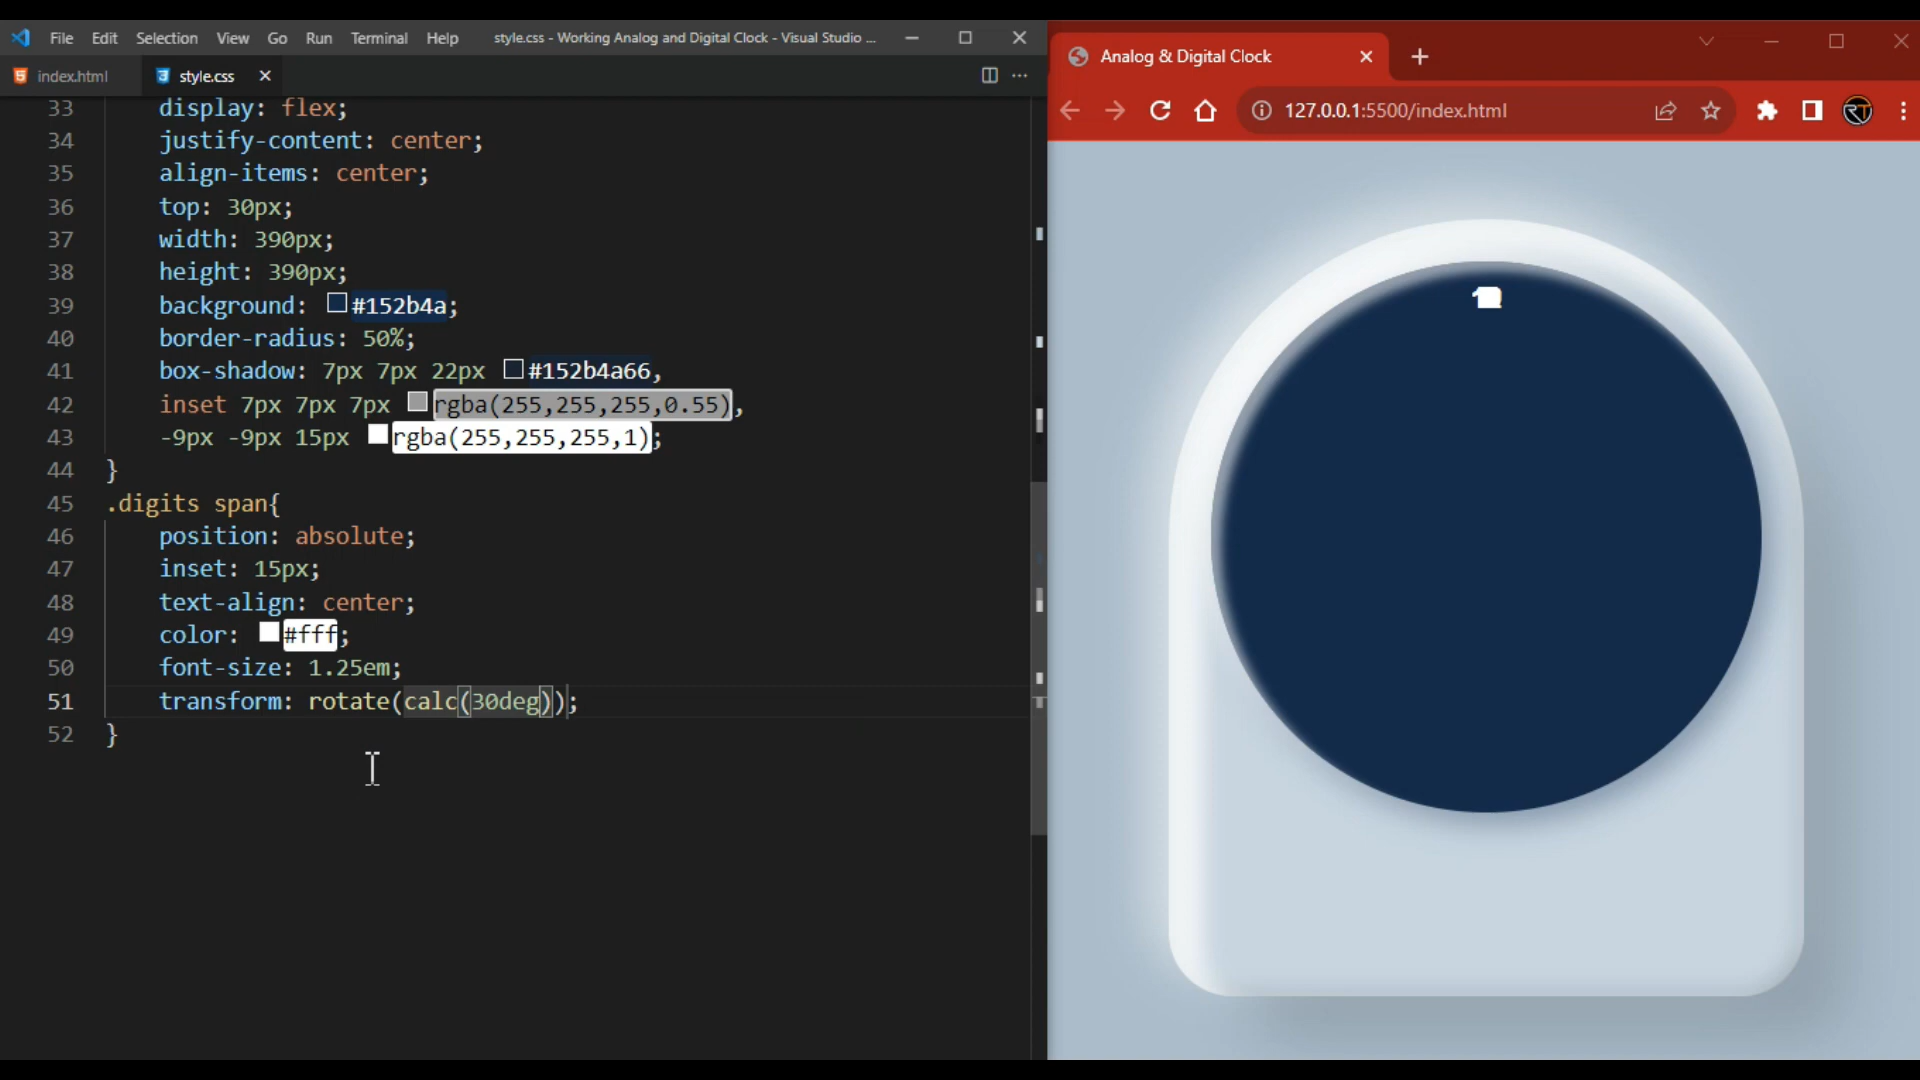 File Edit Selection View Go Run Terminal Help style.css - Working Analog and Digital Clock - Visual Studio ...
index.html style.css
33 display: flex;
34 justify-content: center;
35 align-items: center;
36 top: 30px;
37 width: 390px;
38 height: 390px;
39 background: #152b4a;
40 border-radius: 50%;
41 box-shadow: 7px 7px 22px #152b4a66,
42 inset 7px 7px 7px rgba(255,255,255,0.55),
43 -9px -9px 15px rgba(255,255,255,1);
44 }
45 .digits span{
46 position: absolute;
47 inset: 15px;
48 text-align: center;
49 color: #fff;
50 font-size: 1.25em;
51 transform: rotate(calc(30deg));
52 }
Analog & Digital Clock
127.0.0.1:5500/index.html
RT